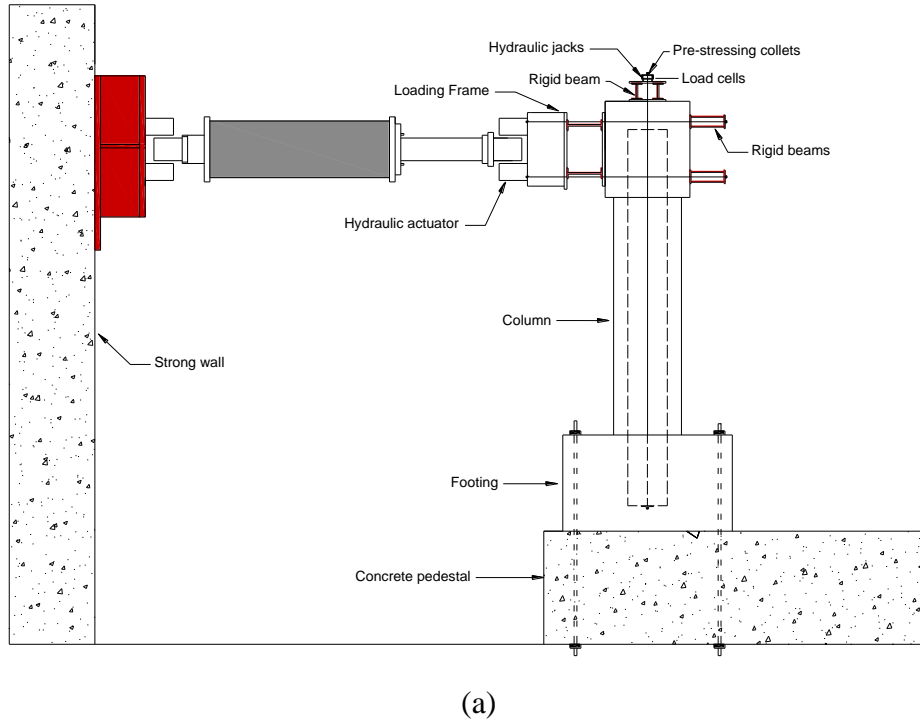 Hydraulic jacks
Pre-stressing collets
Rigid beam
Load cells
Loading Frame
Rigid beams
Hydraulic actuator
Column
Strong wall
Footing
Concrete pedestal
(a)